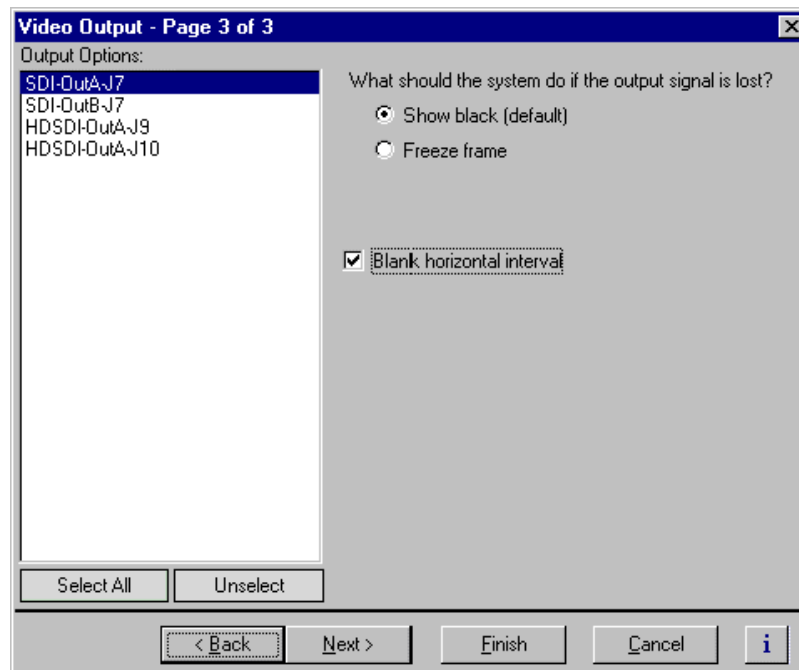 Video Output - Page 3 of 3
Output Options:
SDI-OutA-J7
SDI-OutB-J7
HDSDI-OutA-J9
HDSDI-OutA-J10
What should the system do if the output signal is lost?
Show black (default)
Freeze frame
Blank horizontal interval
Select All
Unselect
< Back
Next >
Finish
Cancel
i